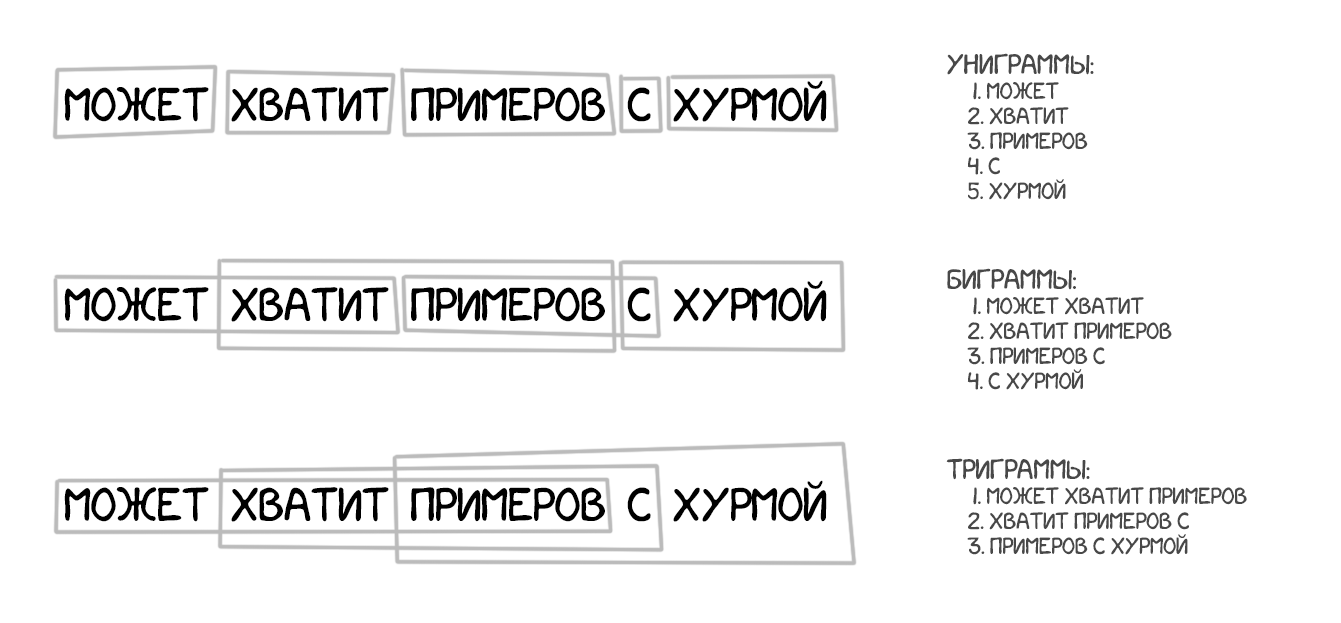 МОЖЕТ ХВАТИТ ПРИМЕРОВ С ХУРМОЙ
УНИГРАММЫ:
1. МОЖЕТ
2. ХВАТИТ
3. ПРИМЕРОВ
4. С
5. ХУРМОЙ
МОЖЕТ ХВАТИТ ПРИМЕРОВ С ХУРМОЙ
БИГРАММЫ:
1. МОЖЕТ ХВАТИТ
2. ХВАТИТ ПРИМЕРОВ
3. ПРИМЕРОВ С
4. С ХУРМОЙ
МОЖЕТ ХВАТИТ ПРИМЕРОВ С ХУРМОЙ
ТРИГРАММЫ:
1. МОЖЕТ ХВАТИТ ПРИМЕРОВ
2. ХВАТИТ ПРИМЕРОВ С
3. ПРИМЕРОВ С ХУРМОЙ